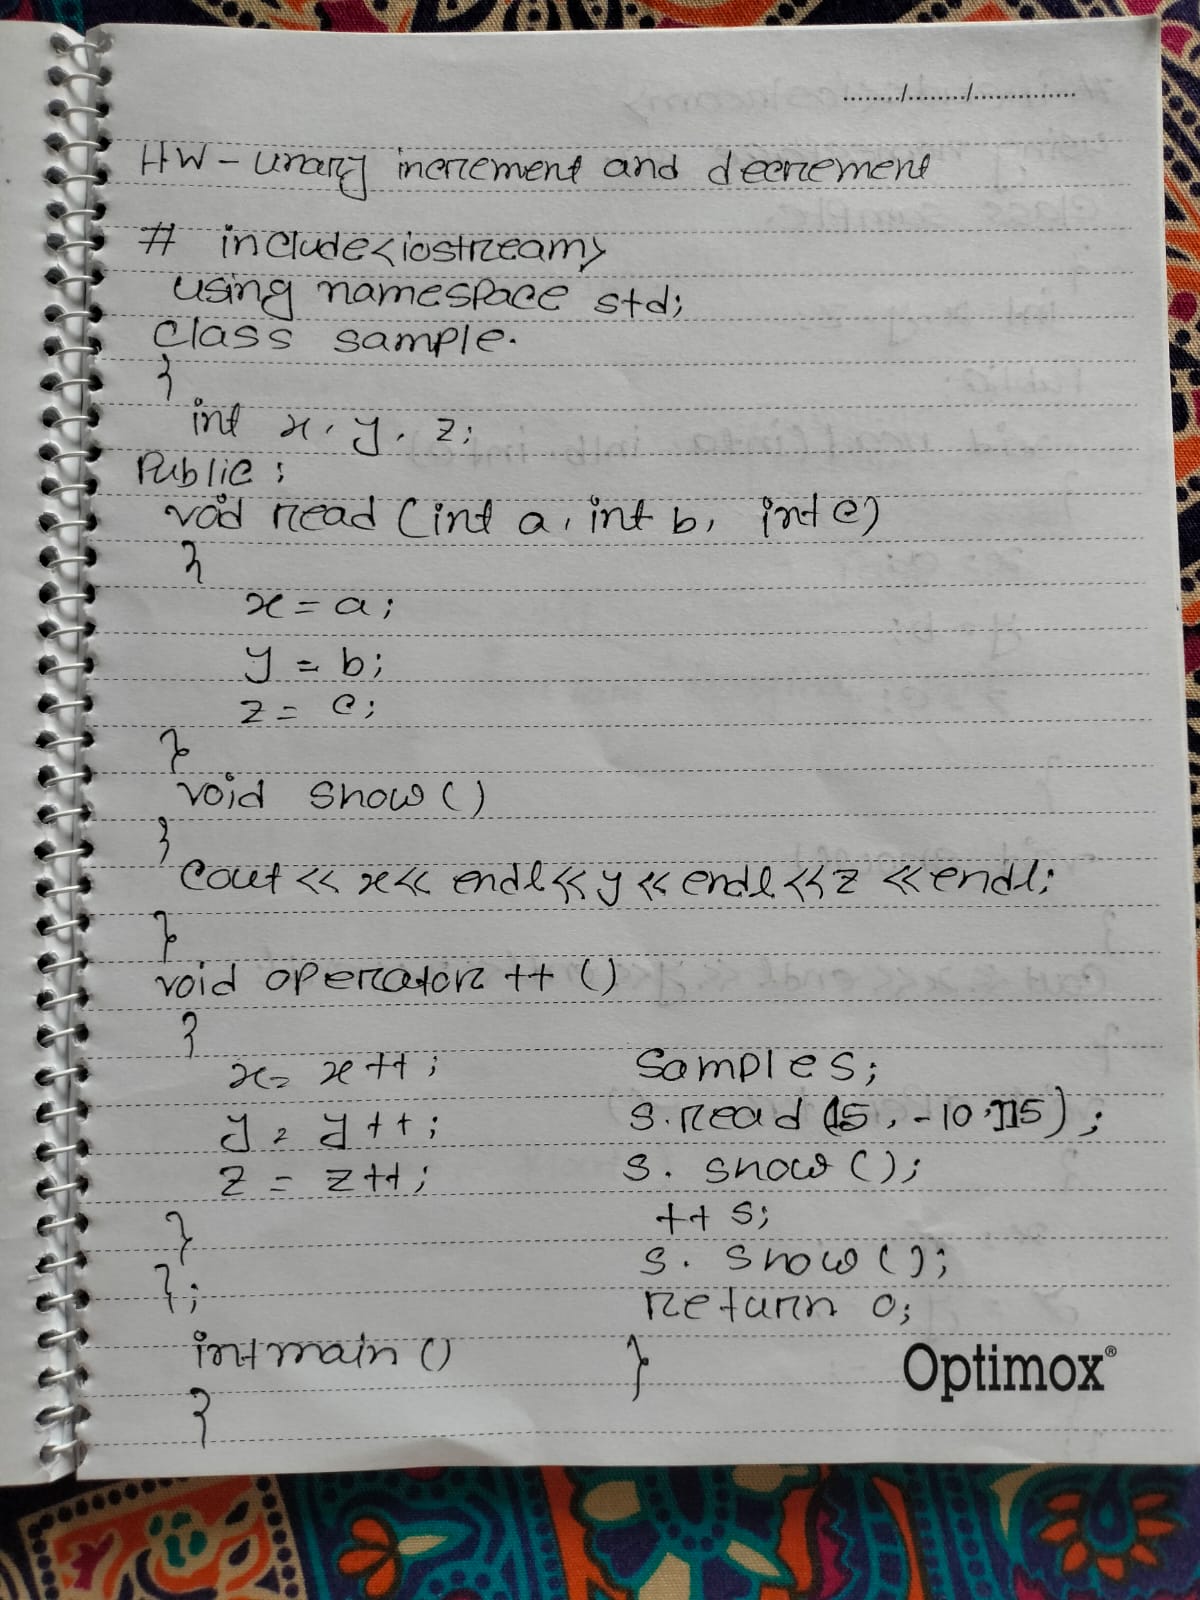 ......../......../..............
HW - unary increment and decrement
# include<iostream>
using namespace std;
Class sample.
{
int x, y, z;
Public :
void read (int a, int b, int c)
{
x = a;
y = b;
z = c;
}
void show ()
{
Cout << x << endl << y << endl << z << endl;
}
void operator ++ ()
{
x = x ++ ;
y = y ++ ;
z = z ++ ;
}
};
int main ()
{
Sample s;
s. read (15, -10, 115) ;
s. show ();
++ s;
s. show ();
return 0;
}
Optimox®